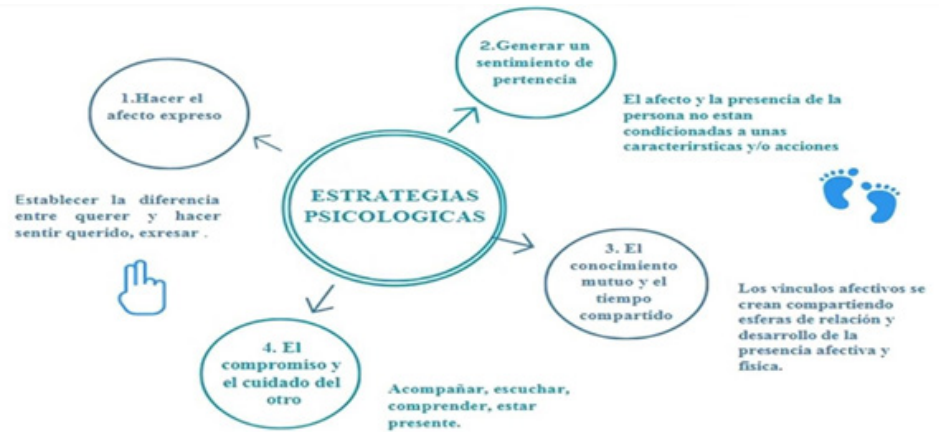 ESTRATEGIAS
PSICOLOGICAS
1.Hacer el
afecto expreso
Establecer la diferencia
entre querer y hacer
sentir querido, exresar .
2.Generar un
sentimiento de
pertenecia
El afecto y la presencia de la
persona no estan
condicionadas a unas
caracterírsticas y/o acciones
3. El
conocimiento
mutuo y el
tiempo
compartido
Los vínculos afectivos se
crean compartiendo
esferas de relación y
desarrollo de la
presencia afectiva y
física.
4. El
compromiso y
el cuidado del
otro
Acompañar, escuchar,
comprender, estar
presente.